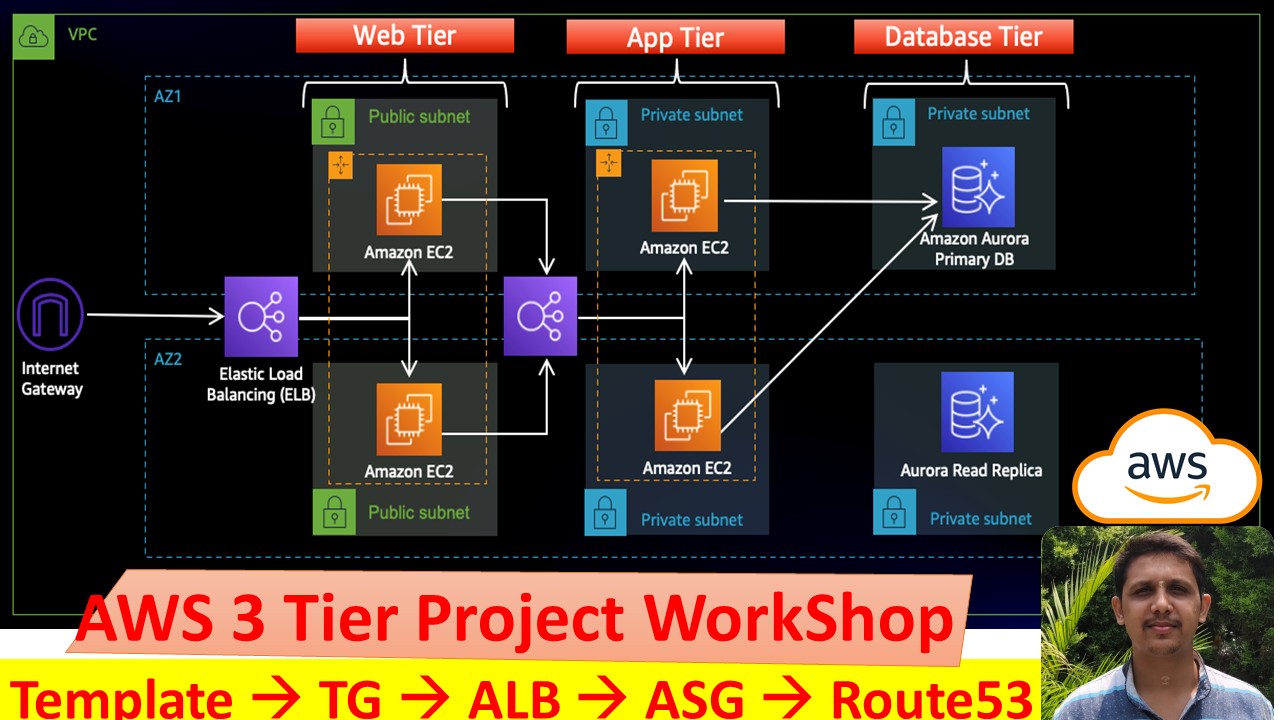 VPC
Web Tier
App Tier
Database Tier
AZ1
Public subnet
Private subnet
Private subnet
Amazon EC2
Amazon EC2
Amazon Aurora
Primary DB
Internet
Gateway
Elastic Load
Balancing (ELB)
AZ2
Amazon EC2
Amazon EC2
Aurora Read Replica
Public subnet
Private subnet
Private subnet
aws
AWS 3 Tier Project WorkShop
Template → TG → ALB → ASG → Route53